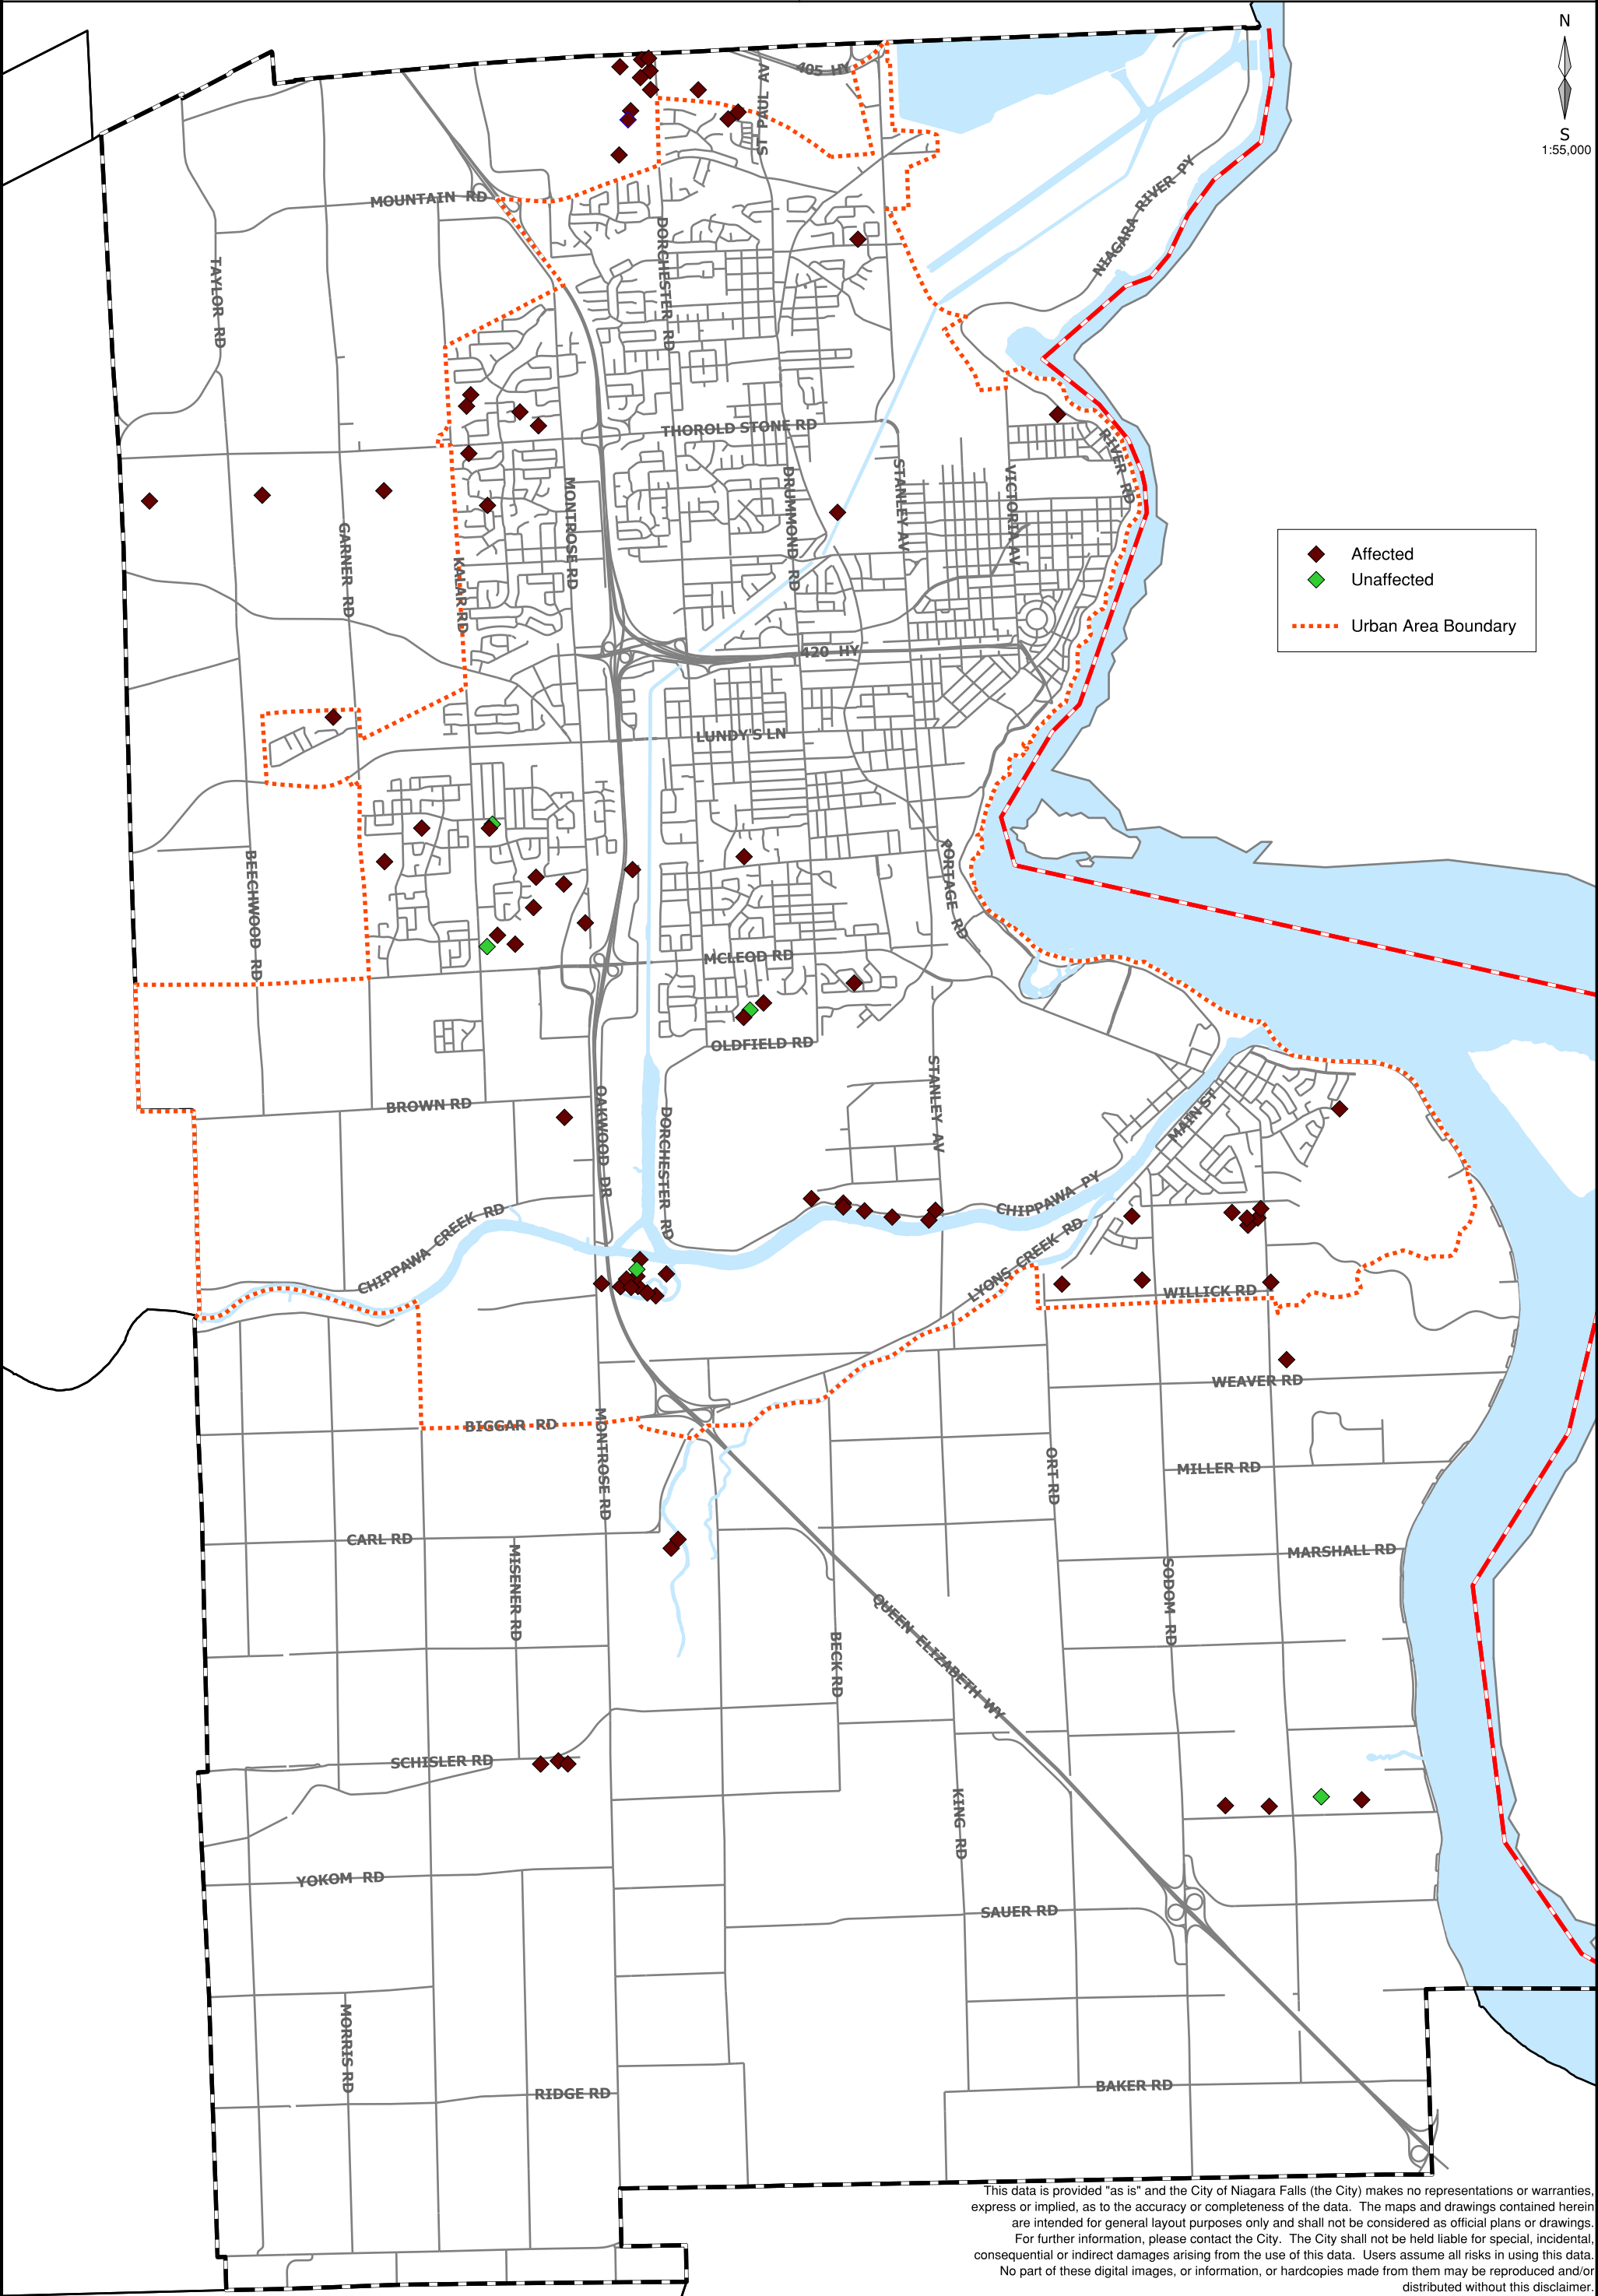 N
S
1:55,000
405 HY
ST PAUL AV
MOUNTAIN RD
NIAGARA RIVER PY
DORCHESTER RD
TAYLOR RD
THOROLD STONE RD
RIVER RD
STANLEY AV
VICTORIA AV
DRUMMOND RD
MONTROSE RD
GARNER RD
KALAR RD
Affected
Unaffected
Urban Area Boundary
420 HY
LUNDY'S LN
PORTAGE RD
BEECHWOOD RD
MCLEOD RD
OLDFIELD RD
STANLEY AV
BROWN RD
OAKWOOD DR
DORCHESTER RD
MAIN ST
CHIPPAWA PY
CHIPPAWA CREEK RD
LYONS CREEK RD
WILLICK RD
WEAVER RD
BIGGAR RD
MONTROSE RD
ORT RD
MILLER RD
CARL RD
MISENER RD
MARSHALL RD
SODOM RD
QUEEN ELIZABETH WY
BECK RD
SCHISLER RD
KING RD
YOKOM RD
SAUER RD
MORRIS RD
RIDGE RD
BAKER RD
This data is provided "as is" and the City of Niagara Falls (the City) makes no representations or warranties,
express or implied, as to the accuracy or completeness of the data. The maps and drawings contained herein
are intended for general layout purposes only and shall not be considered as official plans or drawings.
For further information, please contact the City. The City shall not be held liable for special, incidental,
consequential or indirect damages arising from the use of this data. Users assume all risks in using this data.
No part of these digital images, or information, or hardcopies made from them may be reproduced and/or
distributed without this disclaimer.